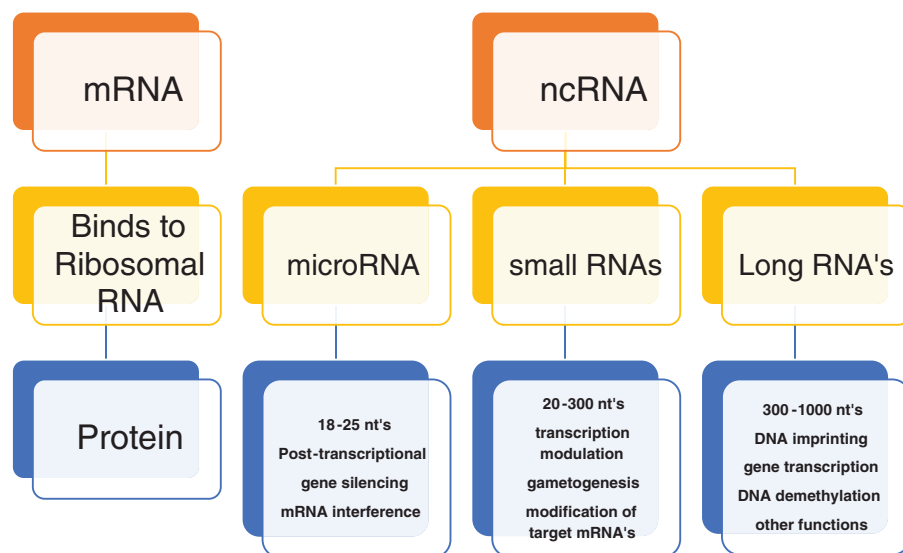 mRNA
ncRNA
Binds to
Ribosomal
RNA
microRNA
small RNAs
Long RNA's
Protein
18-25 nt's
Post-transcriptional
gene silencing
mRNA interference
20-300 nt's
transcription
modulation
gametogenesis
modification of
target mRNA's
300-1000 nt's
DNA imprinting
gene transcription
DNA demethylation
other functions